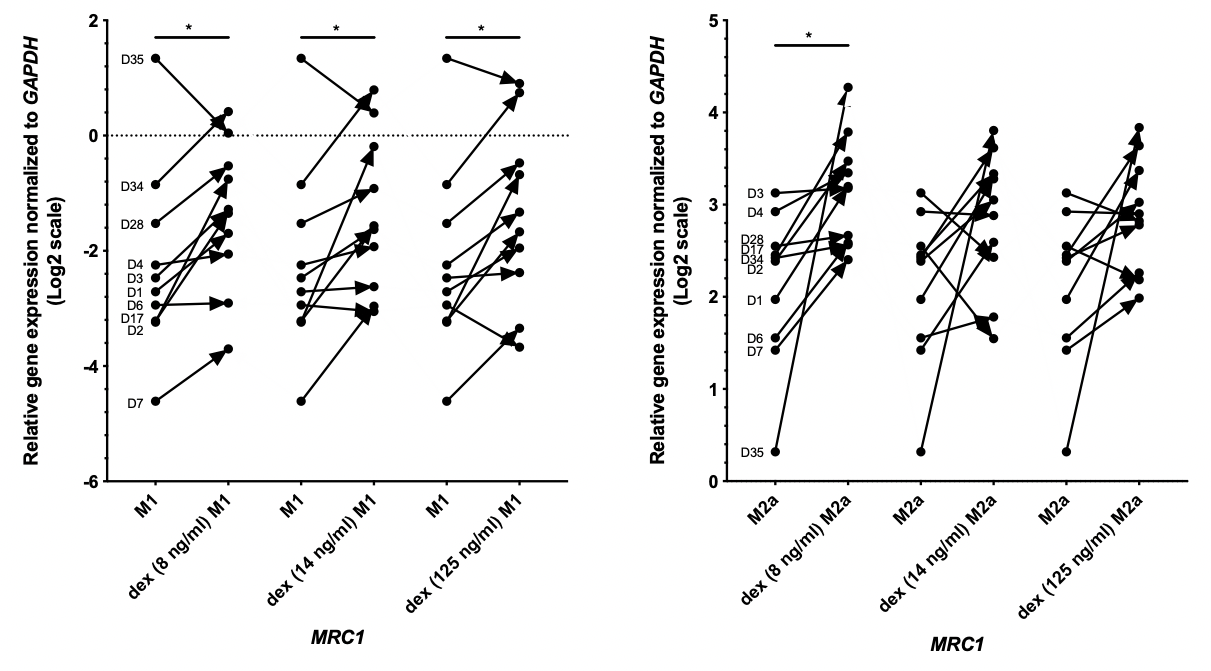 Relative gene expression normalized to GAPDH
(Log2 scale)
2
0
-2
-4
-6
*
*
*
D35
D34
D28
D4
D3
D1
D6
D17
D2
D7
M1
dex (8 ng/ml) M1
M1
dex (14 ng/ml) M1
M1
dex (125 ng/ml) M1
MRC1
Relative gene expression normalized to GAPDH
(Log2 scale)
5
4
3
2
1
0
*
D3
D4
D28
D17
D34
D2
D1
D6
D7
D35
M2a
dex (8 ng/ml) M2a
M2a
dex (14 ng/ml) M2a
M2a
dex (125 ng/ml) M2a
MRC1